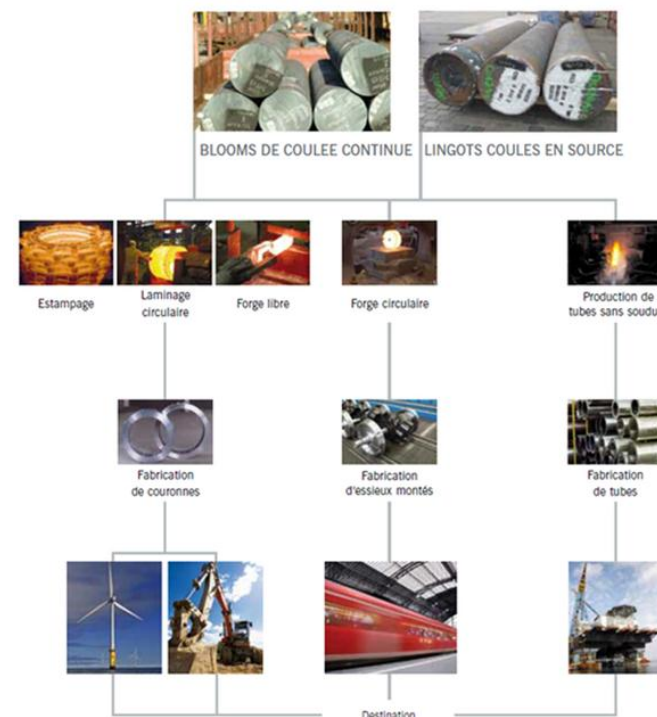 BLOOMS DE COULEE CONTINUE
LINGOTS COULES EN SOURCE
Estampage
Laminage
circulaire
Forge libre
Forge circulaire
Production de
tubes sans soudu
Fabrication
de couronnes
Fabrication
d'essieux montés
Fabrication
de tubes
Destination